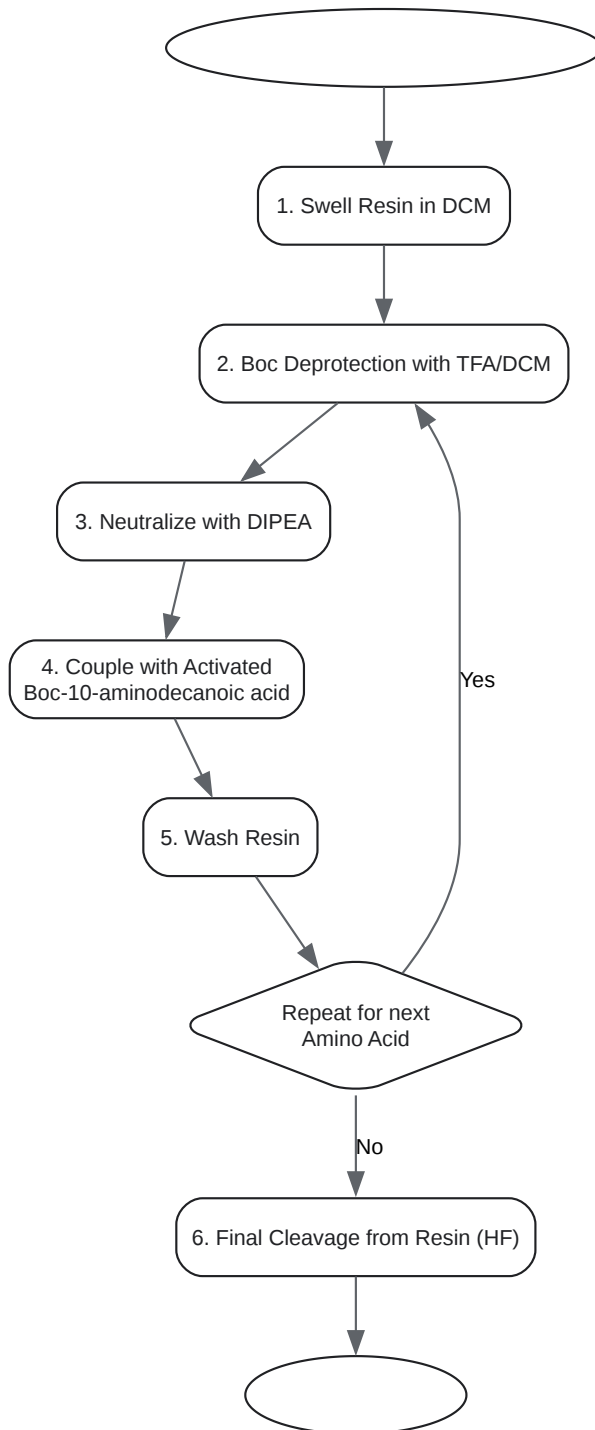 1. Swell Resin in DCM
2. Boc Deprotection with TFA/DCM
3. Neutralize with DIPEA
4. Couple with Activated
Boc-10-aminodecanoic acid
Yes
5. Wash Resin
Repeat for next
Amino Acid
No
6. Final Cleavage from Resin (HF)